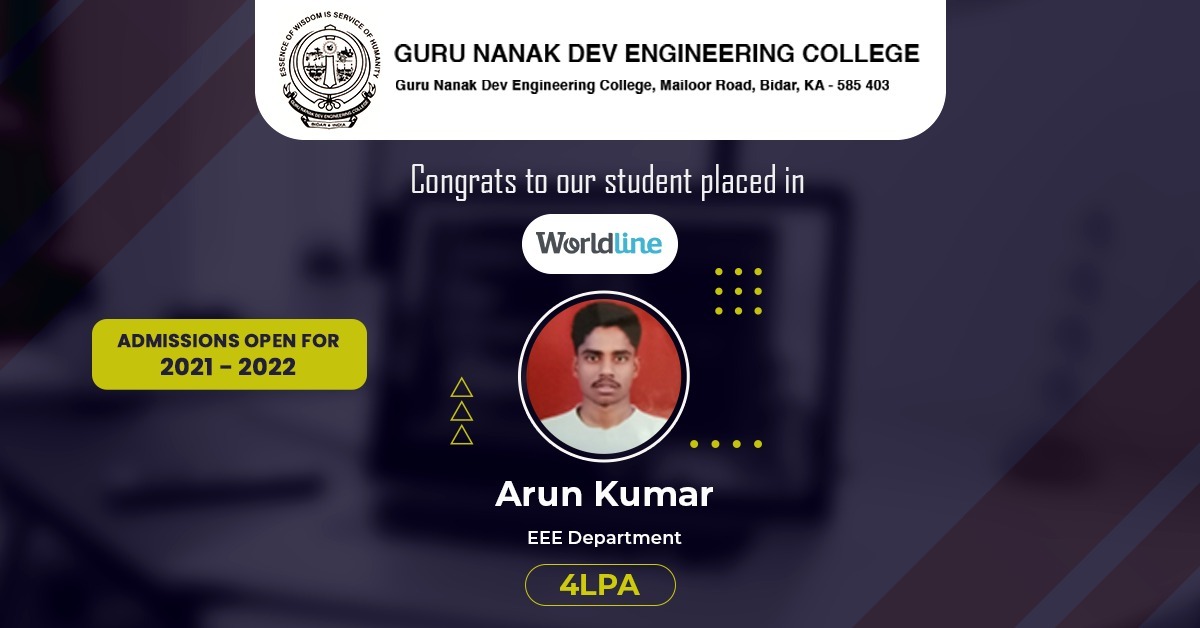 ESSENCE OF WISDOM IS SERVICE OF HUMANITY
GURU NANAK DEV ENGINEERING COLLEGE
BIDAR ★ INDIA
GURU NANAK DEV ENGINEERING COLLEGE
Guru Nanak Dev Engineering College, Mailoor Road, Bidar, KA - 585 403
Congrats to our student placed in
Worldline
ADMISSIONS OPEN FOR
2021 - 2022
Arun Kumar
EEE Department
4LPA